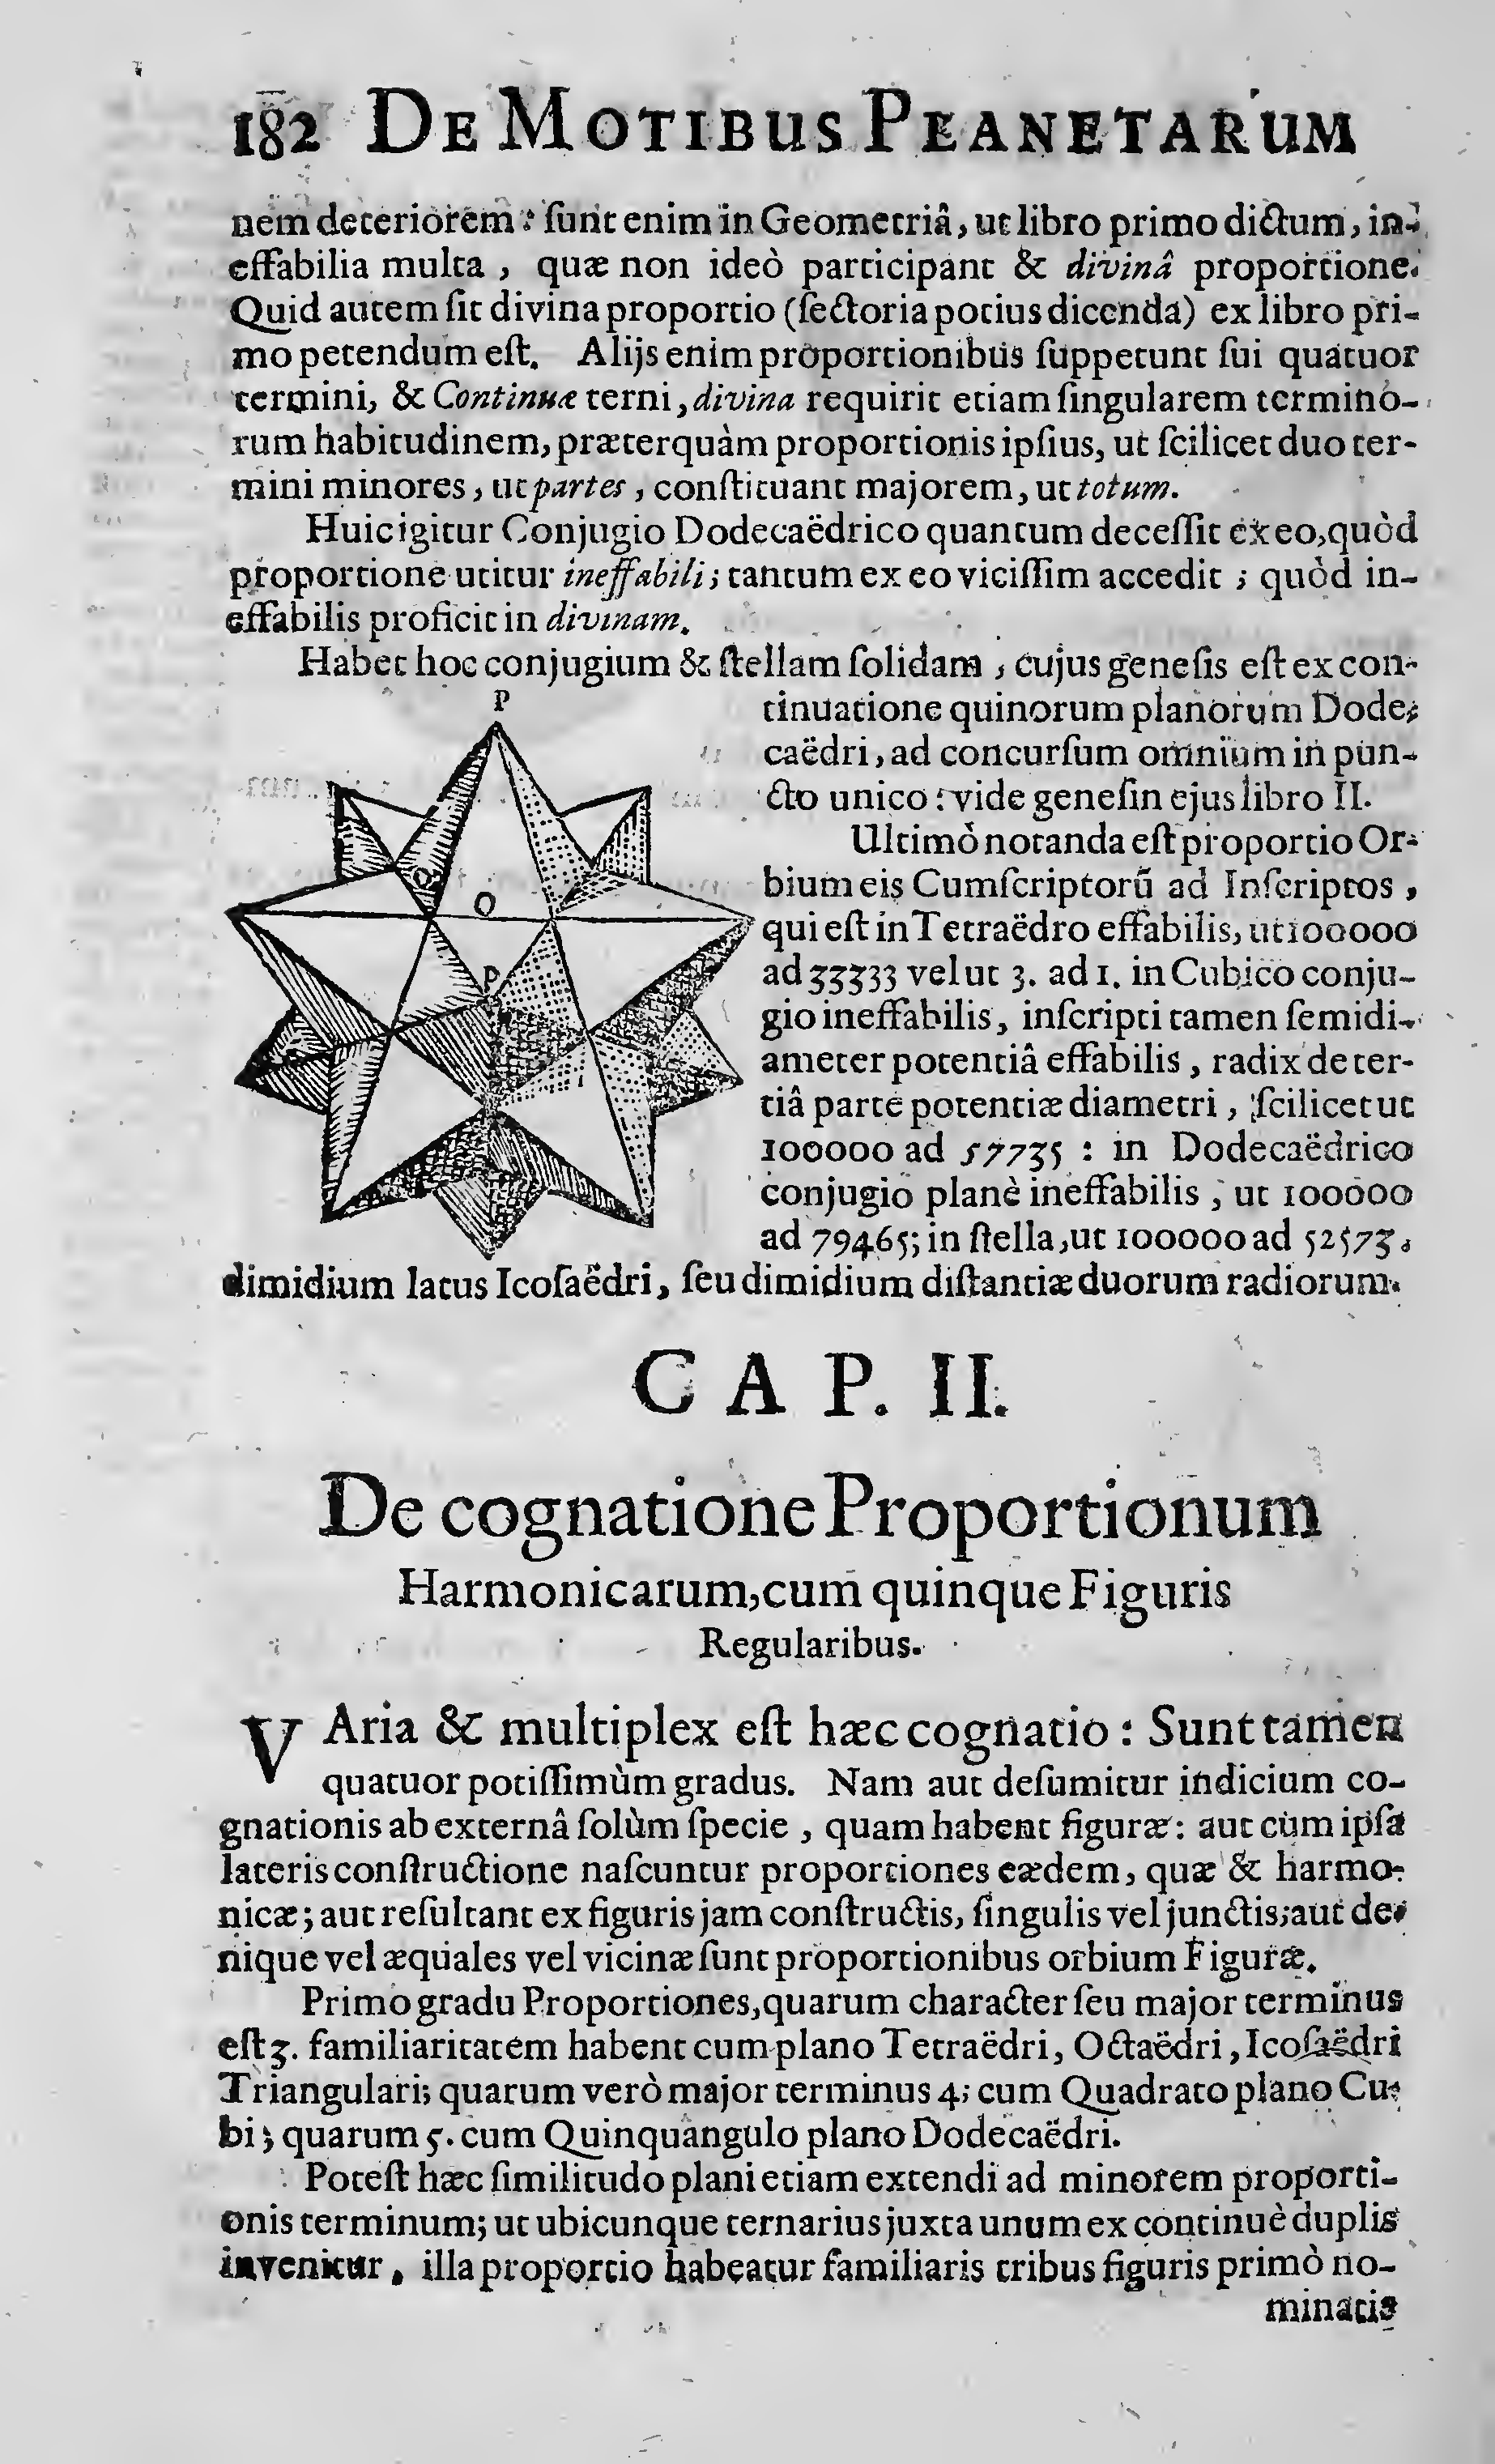 182 DE MOTIBUS PLANETARUM
nem deteriorem: ſunt enim in Geometriâ, ut libro primo dictum, in-
effabilia multa, quæ non ideò participant & divinâ proportione.
Quid autem ſit divina proportio (ſectoria potius dicenda) ex libro pri-
mo petendum eſt. Alijs enim proportionibus ſuppetunt ſui quatuor
termini, & Continuæ terni, divina requirit etiam ſingularem termino-
rum habitudinem, præterquàm proportionis ipſius, ut ſcilicet duo ter-
mini minores, ut partes, conſtituant majorem, ut totum.
Huic igitur Conjugio Dodecaëdrico quantum deceſſit ex eo, quòd
proportione utitur ineffabili; tantum ex eo viciſſim accedit; quòd in-
effabilis proficit in divinam.
Habet hoc conjugium & ſtellam ſolidam, cujus geneſis eſt ex con-
tinuatione quinorum planorum Dode-
caëdri, ad concurſum omnium in pun-
cto unico: vide geneſin ejus libro II.
Ultimò notanda eſt proportio Or-
bium eis Cumſcriptorũ ad Inſcriptos,
qui eſt in Tetraëdro effabilis, ut 100000
ad 33333 vel ut 3. ad 1. in Cubico conju-
gio ineffabilis, inſcripti tamen ſemidi-
ameter potentiâ effabilis, radix de ter-
tiâ parte potentiæ diametri, ſcilicet ut
100000 ad 57735: in Dodecaëdrico
conjugio planè ineffabilis, ut 100000
ad 79465; in ſtella, ut 100000 ad 52573,
dimidium latus Icoſaëdri, ſeu dimidium diſtantiæ duorum radiorum.
P
O
O
P
CAP. II.
De cognatione Proportionum
Harmonicarum, cum quinque Figuris
Regularibus.
VAria & multiplex eſt hæc cognatio: Sunt tamen
quatuor potiſſimùm gradus. Nam aut deſumitur indicium co-
gnationis ab externâ ſolùm ſpecie, quam habent figuræ: aut cùm ipſa
lateris conſtructione naſcuntur proportiones eædem, quæ & harmo-
nicæ; aut reſultant ex figuris jam conſtructis, ſingulis vel junctis; aut de-
nique vel æquales vel vicinæ ſunt proportionibus orbium Figuræ.
Primo gradu Proportiones, quarum character ſeu major terminus
eſt 3. familiaritatem habent cum plano Tetraëdri, Octaëdri, Icoſaëdri
Triangulari; quarum verò major terminus 4; cum Quadrato plano Cu-
bi; quarum 5. cum Quinquangulo plano Dodecaëdri.
Poteſt hæc ſimilitudo plani etiam extendi ad minorem proporti-
onis terminum; ut ubicunque ternarius juxta unum ex continuè duplis
invenitur, illa proportio habeatur familiaris tribus figuris primò no-
minatis